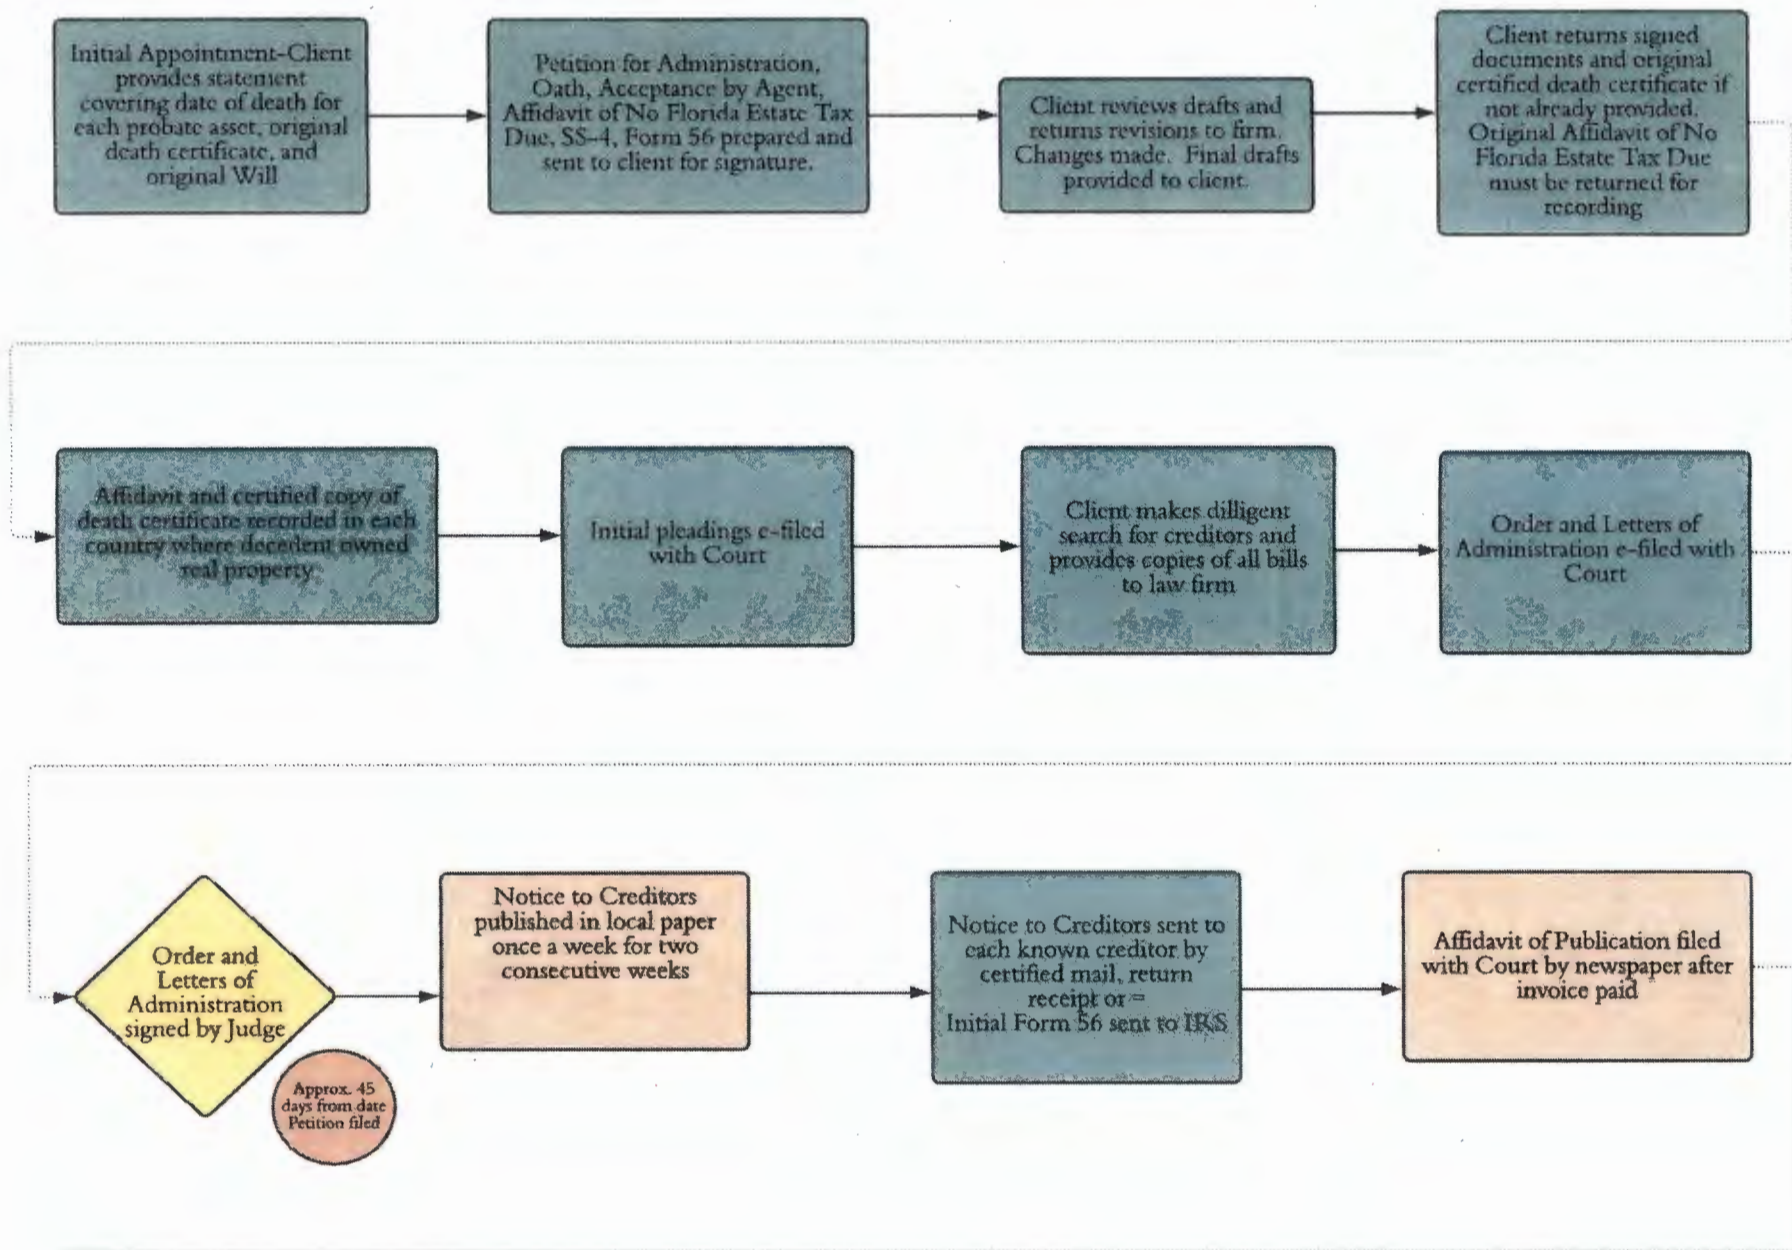 Initial Appointment-Client
provides statement
covering date of death for
each probate asset, original
death certificate, and
original Will
Petition for Administration,
Oath, Acceptance by Agent,
Affidavit of No Florida Estate Tax
Due, SS-4, Form 56 prepared and
sent to client for signature.
Client reviews drafts and
returns revisions to firm.
Changes made. Final drafts
provided to client.
Client returns signed
documents and original
certified death certificate if
not already provided.
Original Affidavit of No
Florida Estate Tax Due
must be returned for
recording
Affidavit and certified copy of
death certificate recorded in each
country where decedent owned
real property
Initial pleadings e-filed
with Court
Client makes dilligent
search for creditors and
provides copies of all bills
to law firm
Order and Letters of
Administration e-filed with
Court
Order and
Letters of
Administration
signed by Judge
Approx. 45
days from date
Petition filed
Notice to Creditors
published in local paper
once a week for two
consecutive weeks
Notice to Creditors sent to
each known creditor by
certified mail, return
receipt or =
Initial Form 56 sent to IRS
Affidavit of Publication filed
with Court by newspaper after
invoice paid